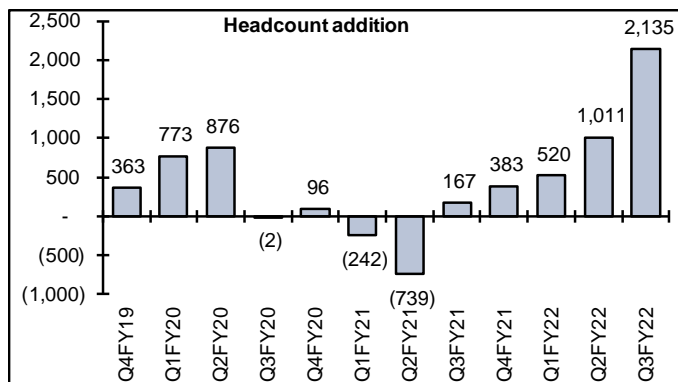 Headcount addition
2,500
2,000
1,500
1,000
500
-
(500)
(1,000)
363
773
876
(2)
96
(242)
(739)
167
383
520
1,011
2,135
Q4FY19
Q1FY20
Q2FY20
Q3FY20
Q4FY20
Q1FY21
Q2FY21
Q3FY21
Q4FY21
Q1FY22
Q2FY22
Q3FY22